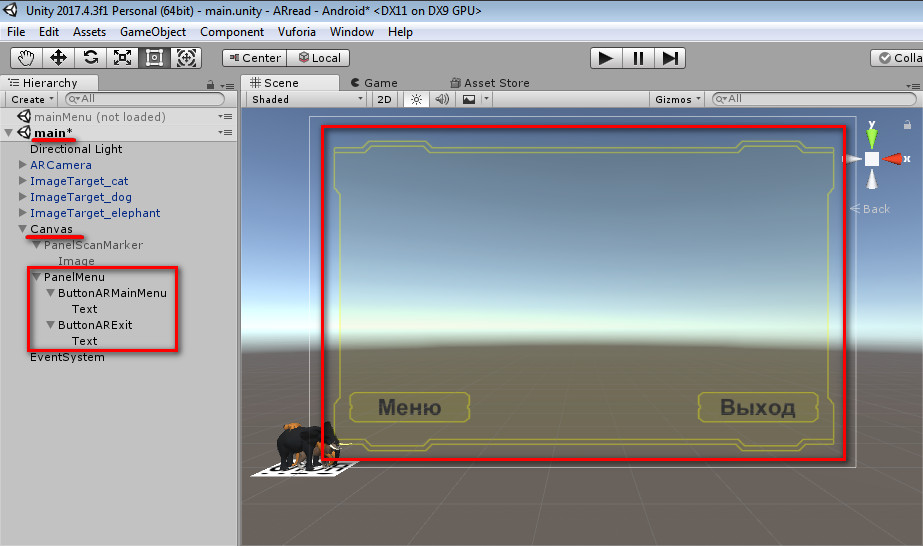 Unity 2017.4.3f1 Personal (64bit) - main.unity - ARread - Android* <DX11 on DX9 GPU>
File Edit Assets GameObject Component Vuforia Window Help
Center Local Colla
Hierarchy
Create All
mainMenu (not loaded)
main*
Directional Light
ARCamera
ImageTarget_cat
ImageTarget_dog
ImageTarget_elephant
Canvas
PanelScanMarker
Image
PanelMenu
ButtonARMainMenu
Text
ButtonARExit
Text
EventSystem
Scene Game Asset Store
Shaded 2D Gizmos All
y
x
Back
Меню Выход